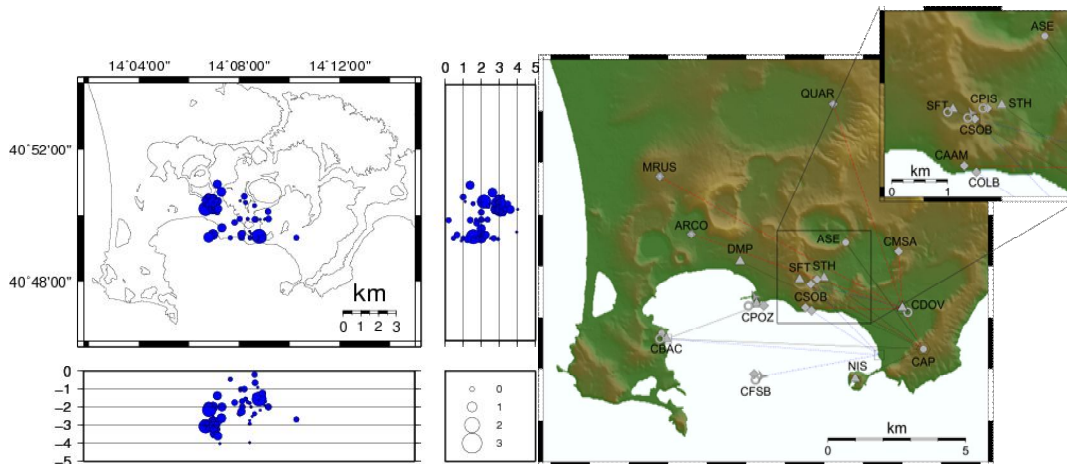 14°04'00" 14°08'00" 14°12'00"
40°52'00"
40°48'00"
km
0 1 2 3
0 1 2 3 4 5
0
−1
−2
−3
−4
−5
0
1
2
3
QUAR
MRUS
ARCO
DMP
ASE
CMSA
SFT STH
CSOB
CDOV
CPOZ
CBAC
CAP
NIS
CFSB
km
0 5
ASE
CPIS
SFT STH
CSOB
CAAM
COLB
km
0 1